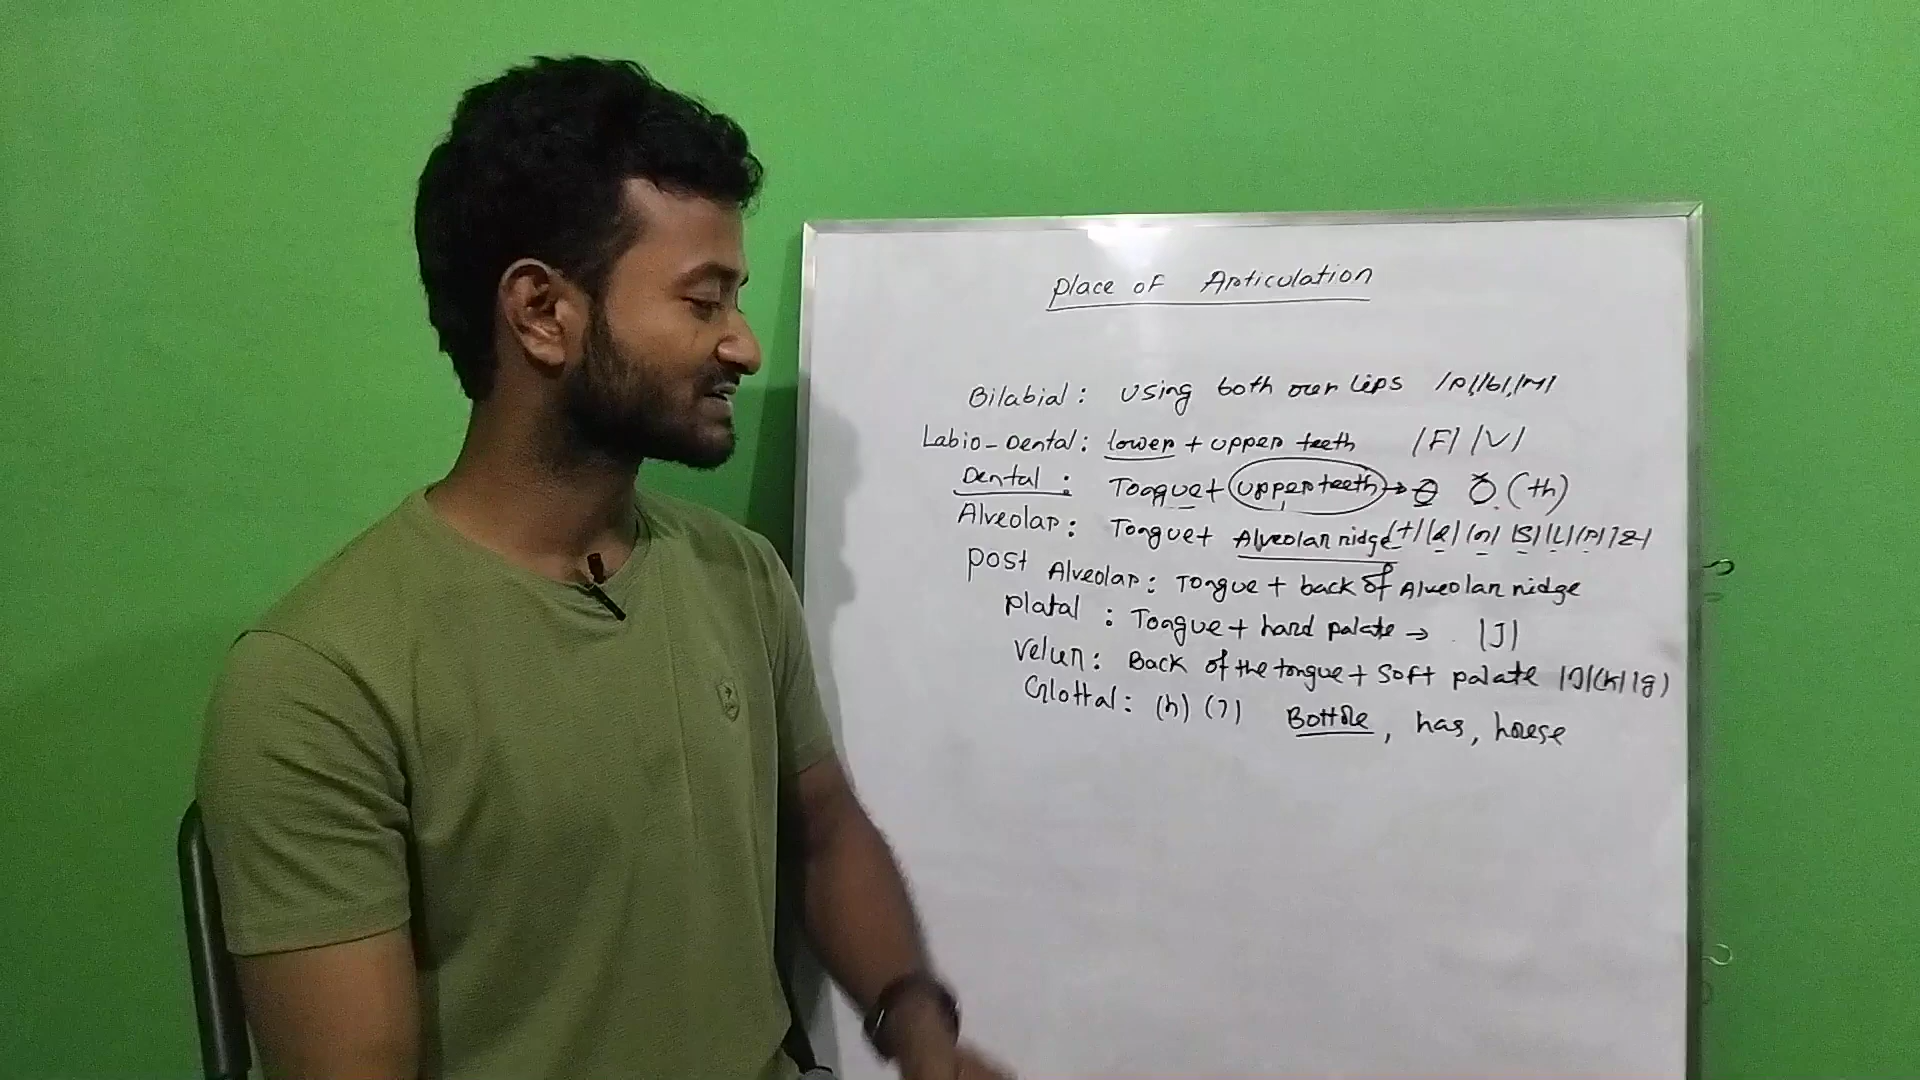 Place of Articulation
Bilabial: Using both our lips /p/,/b/,/m/
Labio-Dental: lower + upper teeth /F/ /V/
Dental: Tongue + upper teeth → θ ð (th)
Alveolar: Tongue + Alveolar ridge /t/ /d/ /n/ /S/ /L/ /r/ /z/
post Alveolar: Tongue + back of Alveolar ridge
platal: Tongue + hard palate → /J/
Velum: Back of the tongue + Soft palate /k/ /g)
Glottal: (h) (?) Bottle, has, house